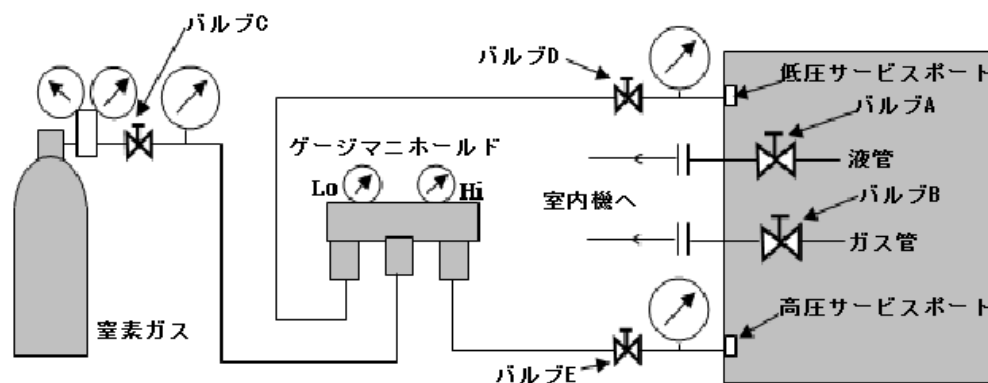 バルブC
バルブD
低圧サービスポート
バルブA
ゲージマニホールド
液管
Lo
Hi
室内機へ
バルブB
ガス管
窒素ガス
高圧サービスポート
バルブE